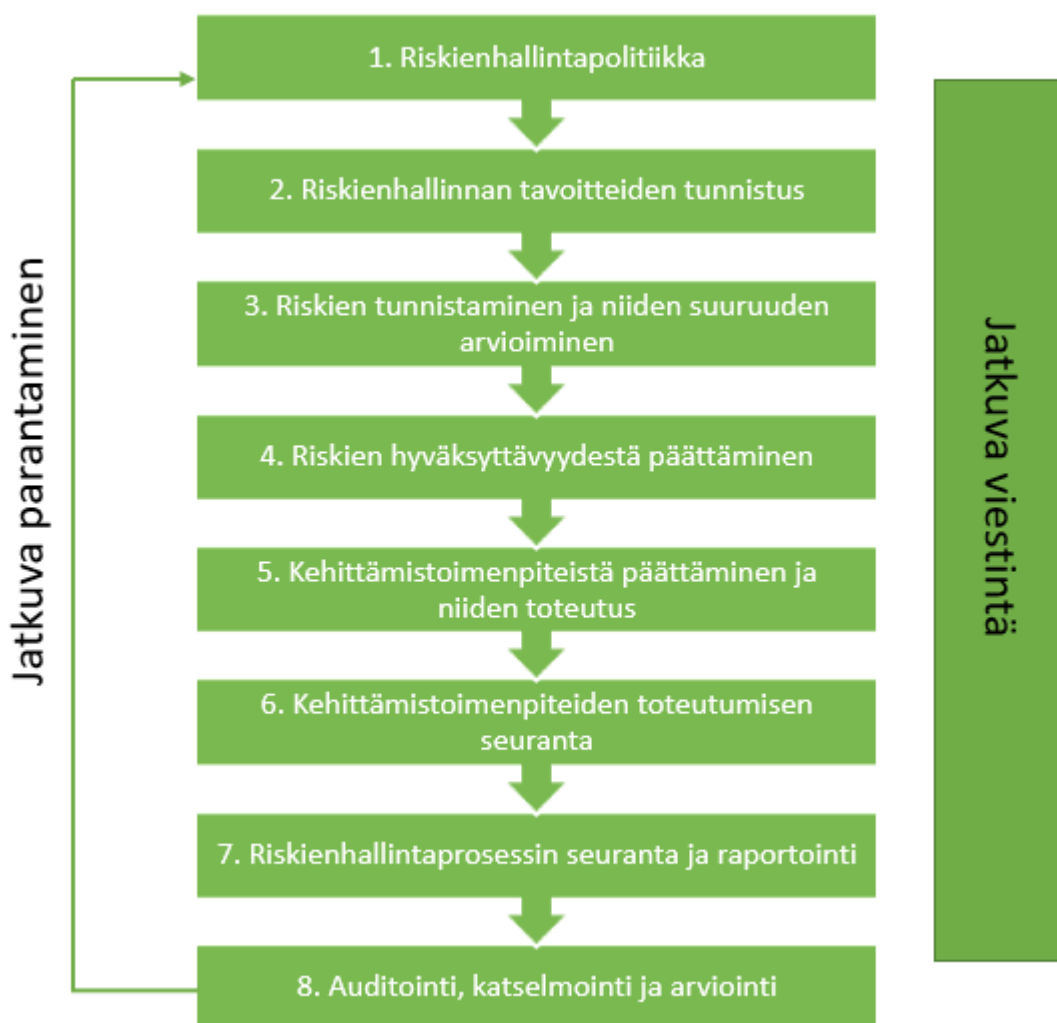 1. Riskienhallintapolitiikka
2. Riskienhallinnan tavoitteiden tunnistus
3. Riskien tunnistaminen ja niiden suuruuden
arvioiminen
4. Riskien hyväksyttävyydestä päättäminen
5. Kehittämistoimenpiteistä päättäminen ja
niiden toteutus
6. Kehittämistoimenpiteiden toteutumisen
seuranta
7. Riskienhallintaprosessin seuranta ja raportointi
8. Auditointi, katselmointi ja arviointi
Jatkuva parantaminen
Jatkuva viestintä